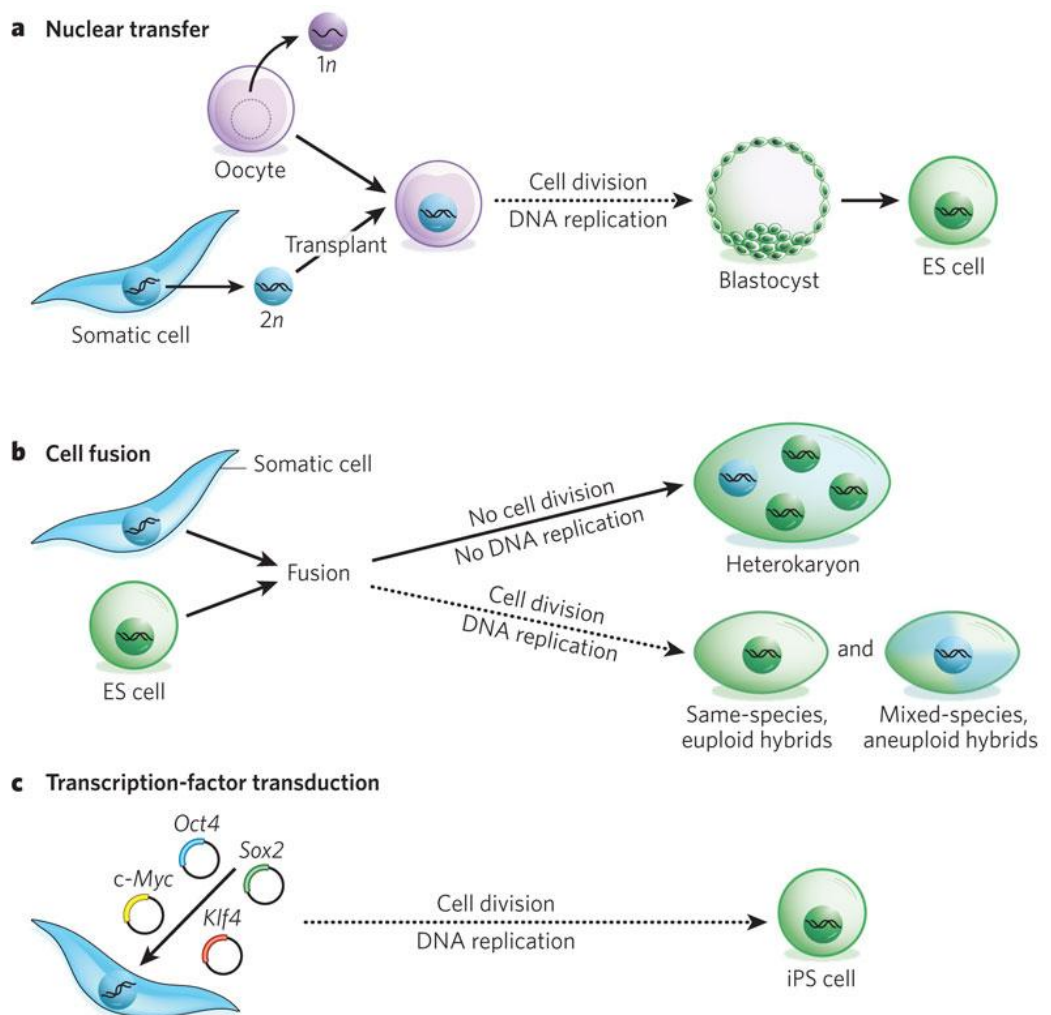 a Nuclear transfer
1n
Oocyte
Transplant
Somatic cell
2n
Cell division
DNA replication
Blastocyst
ES cell
b Cell fusion
Somatic cell
ES cell
Fusion
No cell division
No DNA replication
Heterokaryon
Cell division
DNA replication
and
Same-species,
euploid hybrids
Mixed-species,
aneuploid hybrids
c Transcription-factor transduction
Oct4
Sox2
c-Myc
Klf4
Cell division
DNA replication
iPS cell